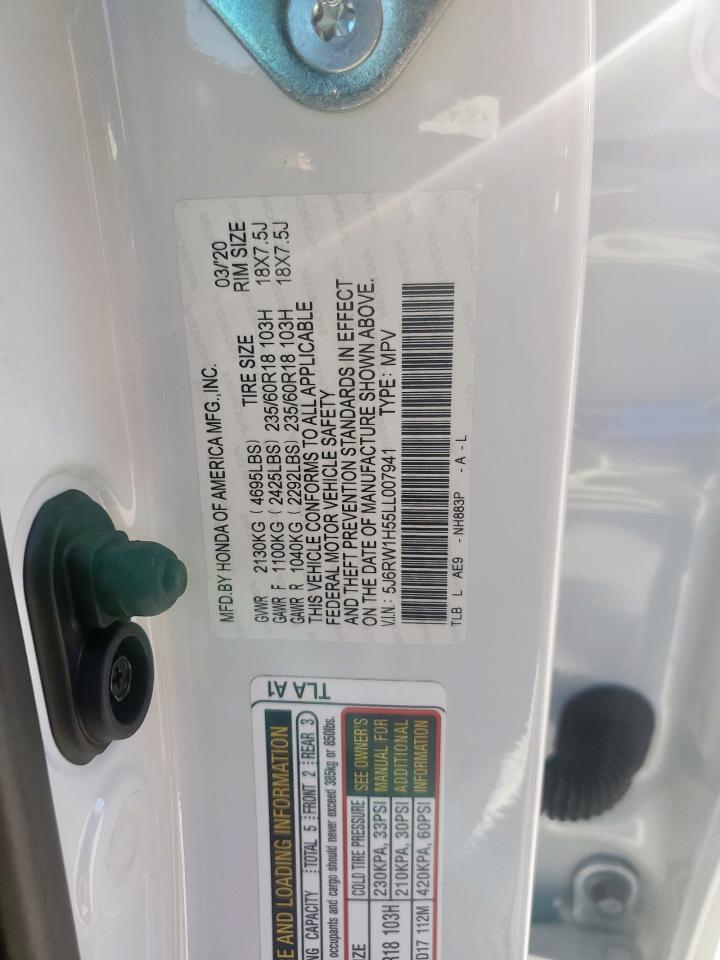 MFD.BY HONDA OF AMERICA MFG.,INC. 03/'20
GVWR 2130KG ( 4695LBS) TIRE SIZE RIM SIZE
GAWR F 1100KG ( 2425LBS) 235/60R18 103H 18X7.5J
GAWR R 1040KG ( 2292LBS) 235/60R18 103H 18X7.5J
THIS VEHICLE CONFORMS TO ALL APPLICABLE
FEDERAL MOTOR VEHICLE SAFETY
AND THEFT PREVENTION STANDARDS IN EFFECT
ON THE DATE OF MANUFACTURE SHOWN ABOVE.
V.I.N.: 5J6RW1H55LL007941 TYPE: MPV
TLB L AE9 - NH883P - A - L
TLA A1
E AND LOADING INFORMATION
NG CAPACITY TOTAL 5 FRONT 2 REAR 3
occupants and cargo should never exceed 385kg or 850lbs.
IZE COLD TIRE PRESSURE SEE OWNER'S
R18 103H 230KPA, 33PSI MANUAL FOR
210KPA, 30PSI ADDITIONAL
D17 112M 420KPA, 60PSI INFORMATION